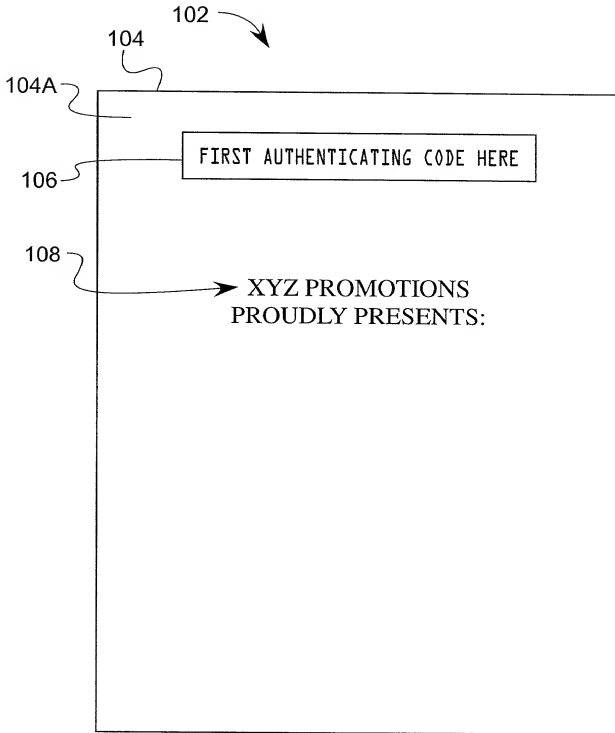 102
104
104A
FIRST AUTHENTICATING CODE HERE
106
108
XYZ PROMOTIONS
PROUDLY PRESENTS: